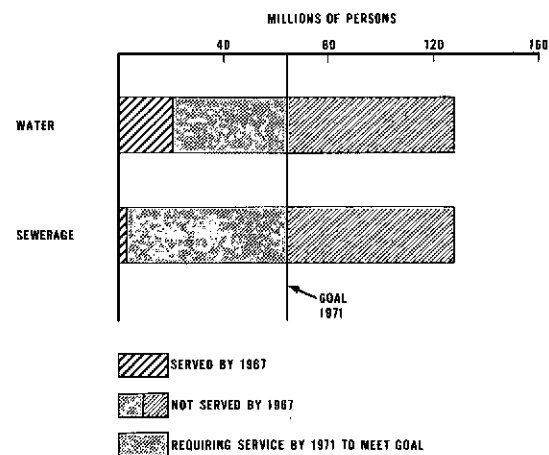 MILLIONS OF PERSONS
40 80 120 160
WATER
SEWERAGE
GOAL
1971
SERVED BY 1967
NOT SERVED BY 1967
REQUIRING SERVICE BY 1971 TO MEET GOAL